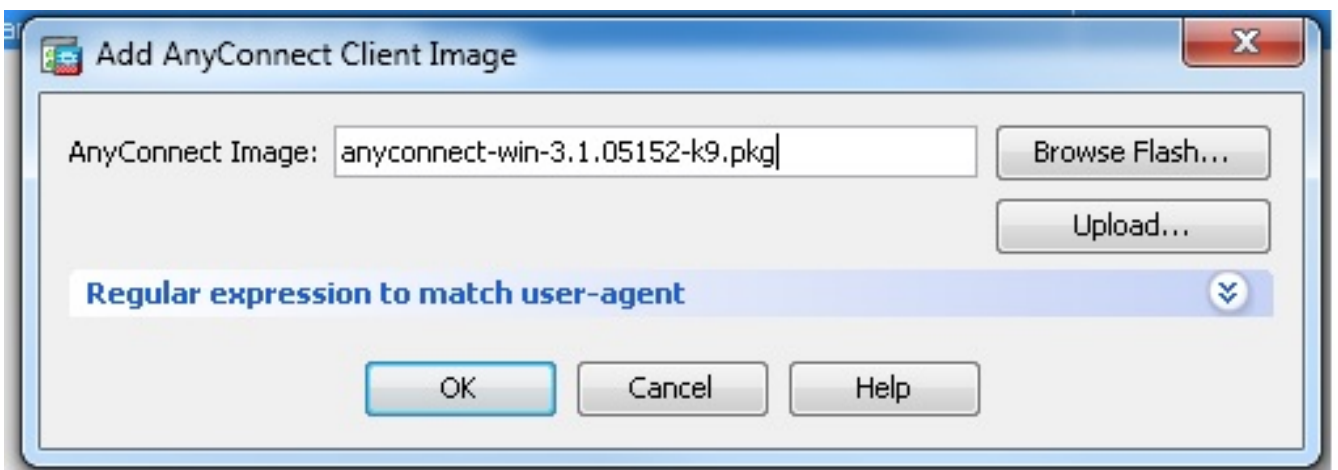 Add AnyConnect Client Image
AnyConnect Image: anyconnect-win-3.1.05152-k9.pkg Browse Flash...
Upload...
Regular expression to match user-agent
OK Cancel Help